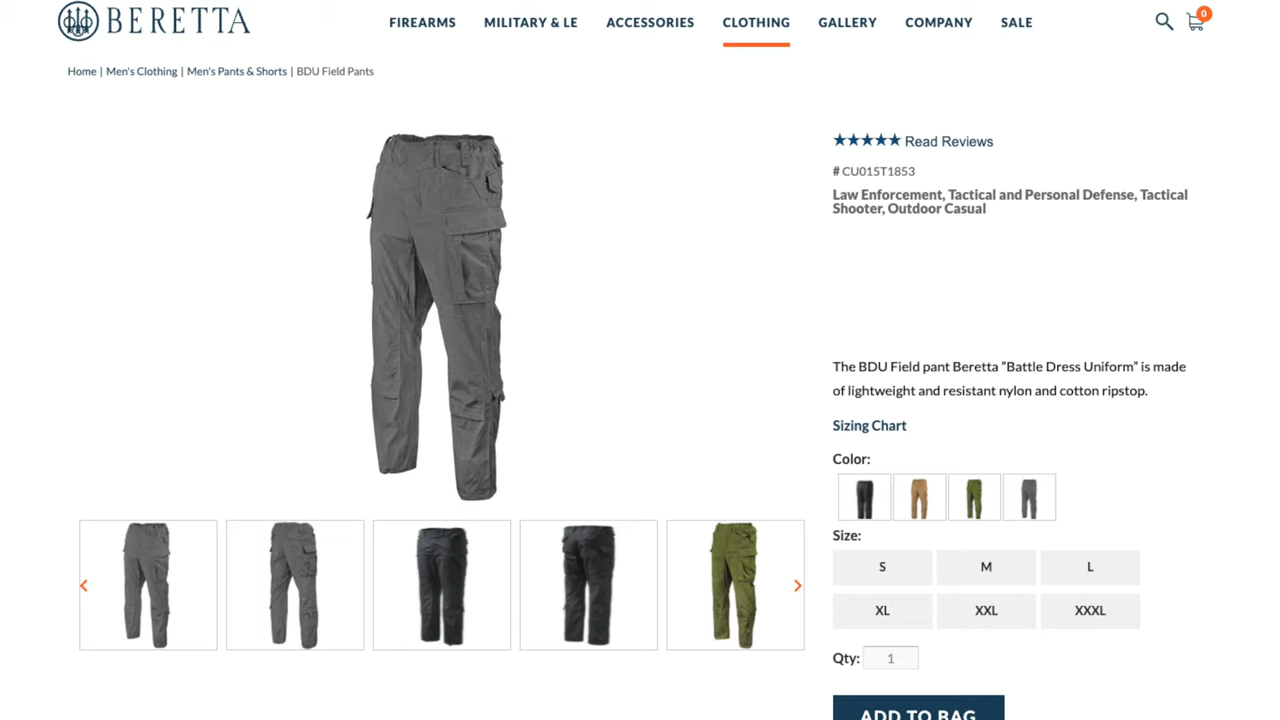 BERETTA
FIREARMS MILITARY & LE ACCESSORIES CLOTHING GALLERY COMPANY SALE
0
Home | Men's Clothing | Men's Pants & Shorts | BDU Field Pants
★★★★★ Read Reviews
# CU015T1853
Law Enforcement, Tactical and Personal Defense, Tactical
Shooter, Outdoor Casual
The BDU Field pant Beretta "Battle Dress Uniform" is made
of lightweight and resistant nylon and cotton ripstop.
Sizing Chart
Color:
Size:
S M L
XL XXL XXXL
Qty: 1
ADD TO BAG